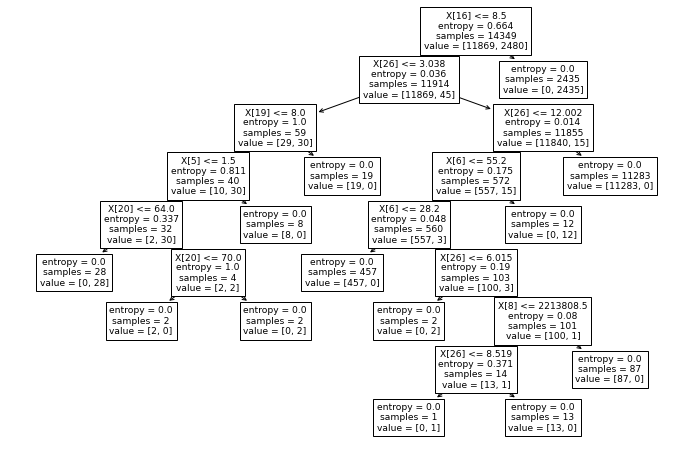 X[16] <= 8.5
entropy = 0.664
samples = 14349
value = [11869, 2480]
X[26] <= 3.038
entropy = 0.036
samples = 11914
value = [11869, 45]
entropy = 0.0
samples = 2435
value = [0, 2435]
X[19] <= 8.0
entropy = 1.0
samples = 59
value = [29, 30]
X[26] <= 12.002
entropy = 0.014
samples = 11855
value = [11840, 15]
X[5] <= 1.5
entropy = 0.811
samples = 40
value = [10, 30]
entropy = 0.0
samples = 19
value = [19, 0]
X[6] <= 55.2
entropy = 0.175
samples = 572
value = [557, 15]
entropy = 0.0
samples = 11283
value = [11283, 0]
X[20] <= 64.0
entropy = 0.337
samples = 32
value = [2, 30]
entropy = 0.0
samples = 8
value = [8, 0]
X[6] <= 28.2
entropy = 0.048
samples = 560
value = [557, 3]
entropy = 0.0
samples = 12
value = [0, 12]
entropy = 0.0
samples = 28
value = [0, 28]
X[20] <= 70.0
entropy = 1.0
samples = 4
value = [2, 2]
entropy = 0.0
samples = 457
value = [457, 0]
X[26] <= 6.015
entropy = 0.19
samples = 103
value = [100, 3]
entropy = 0.0
samples = 2
value = [2, 0]
entropy = 0.0
samples = 2
value = [0, 2]
entropy = 0.0
samples = 2
value = [0, 2]
X[8] <= 2213808.5
entropy = 0.08
samples = 101
value = [100, 1]
X[26] <= 8.519
entropy = 0.371
samples = 14
value = [13, 1]
entropy = 0.0
samples = 87
value = [87, 0]
entropy = 0.0
samples = 1
value = [0, 1]
entropy = 0.0
samples = 13
value = [13, 0]